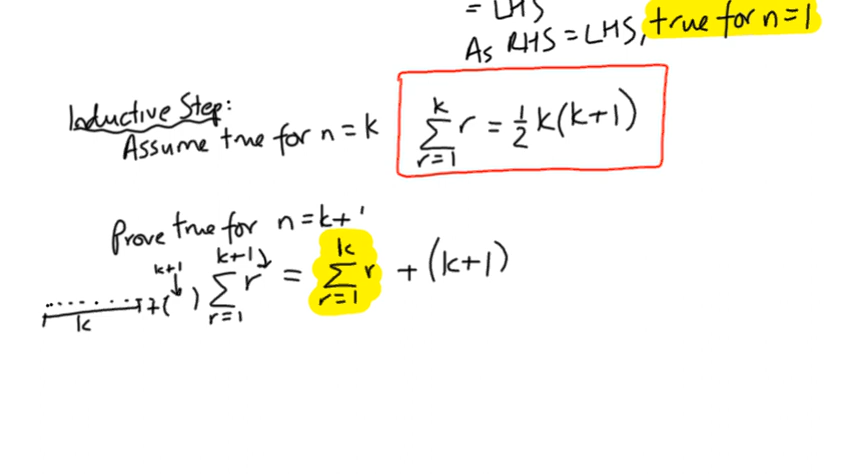 = LHS
As RHS = LHS, true for n=1
Inductive Step:
Assume true for n=k
k
∑ r = ½ k(k+1)
r=1
Prove true for n=k+1
k+1 k+1 k
.......+( ) ∑ r = ∑ r + (k+1)
k r=1 r=1